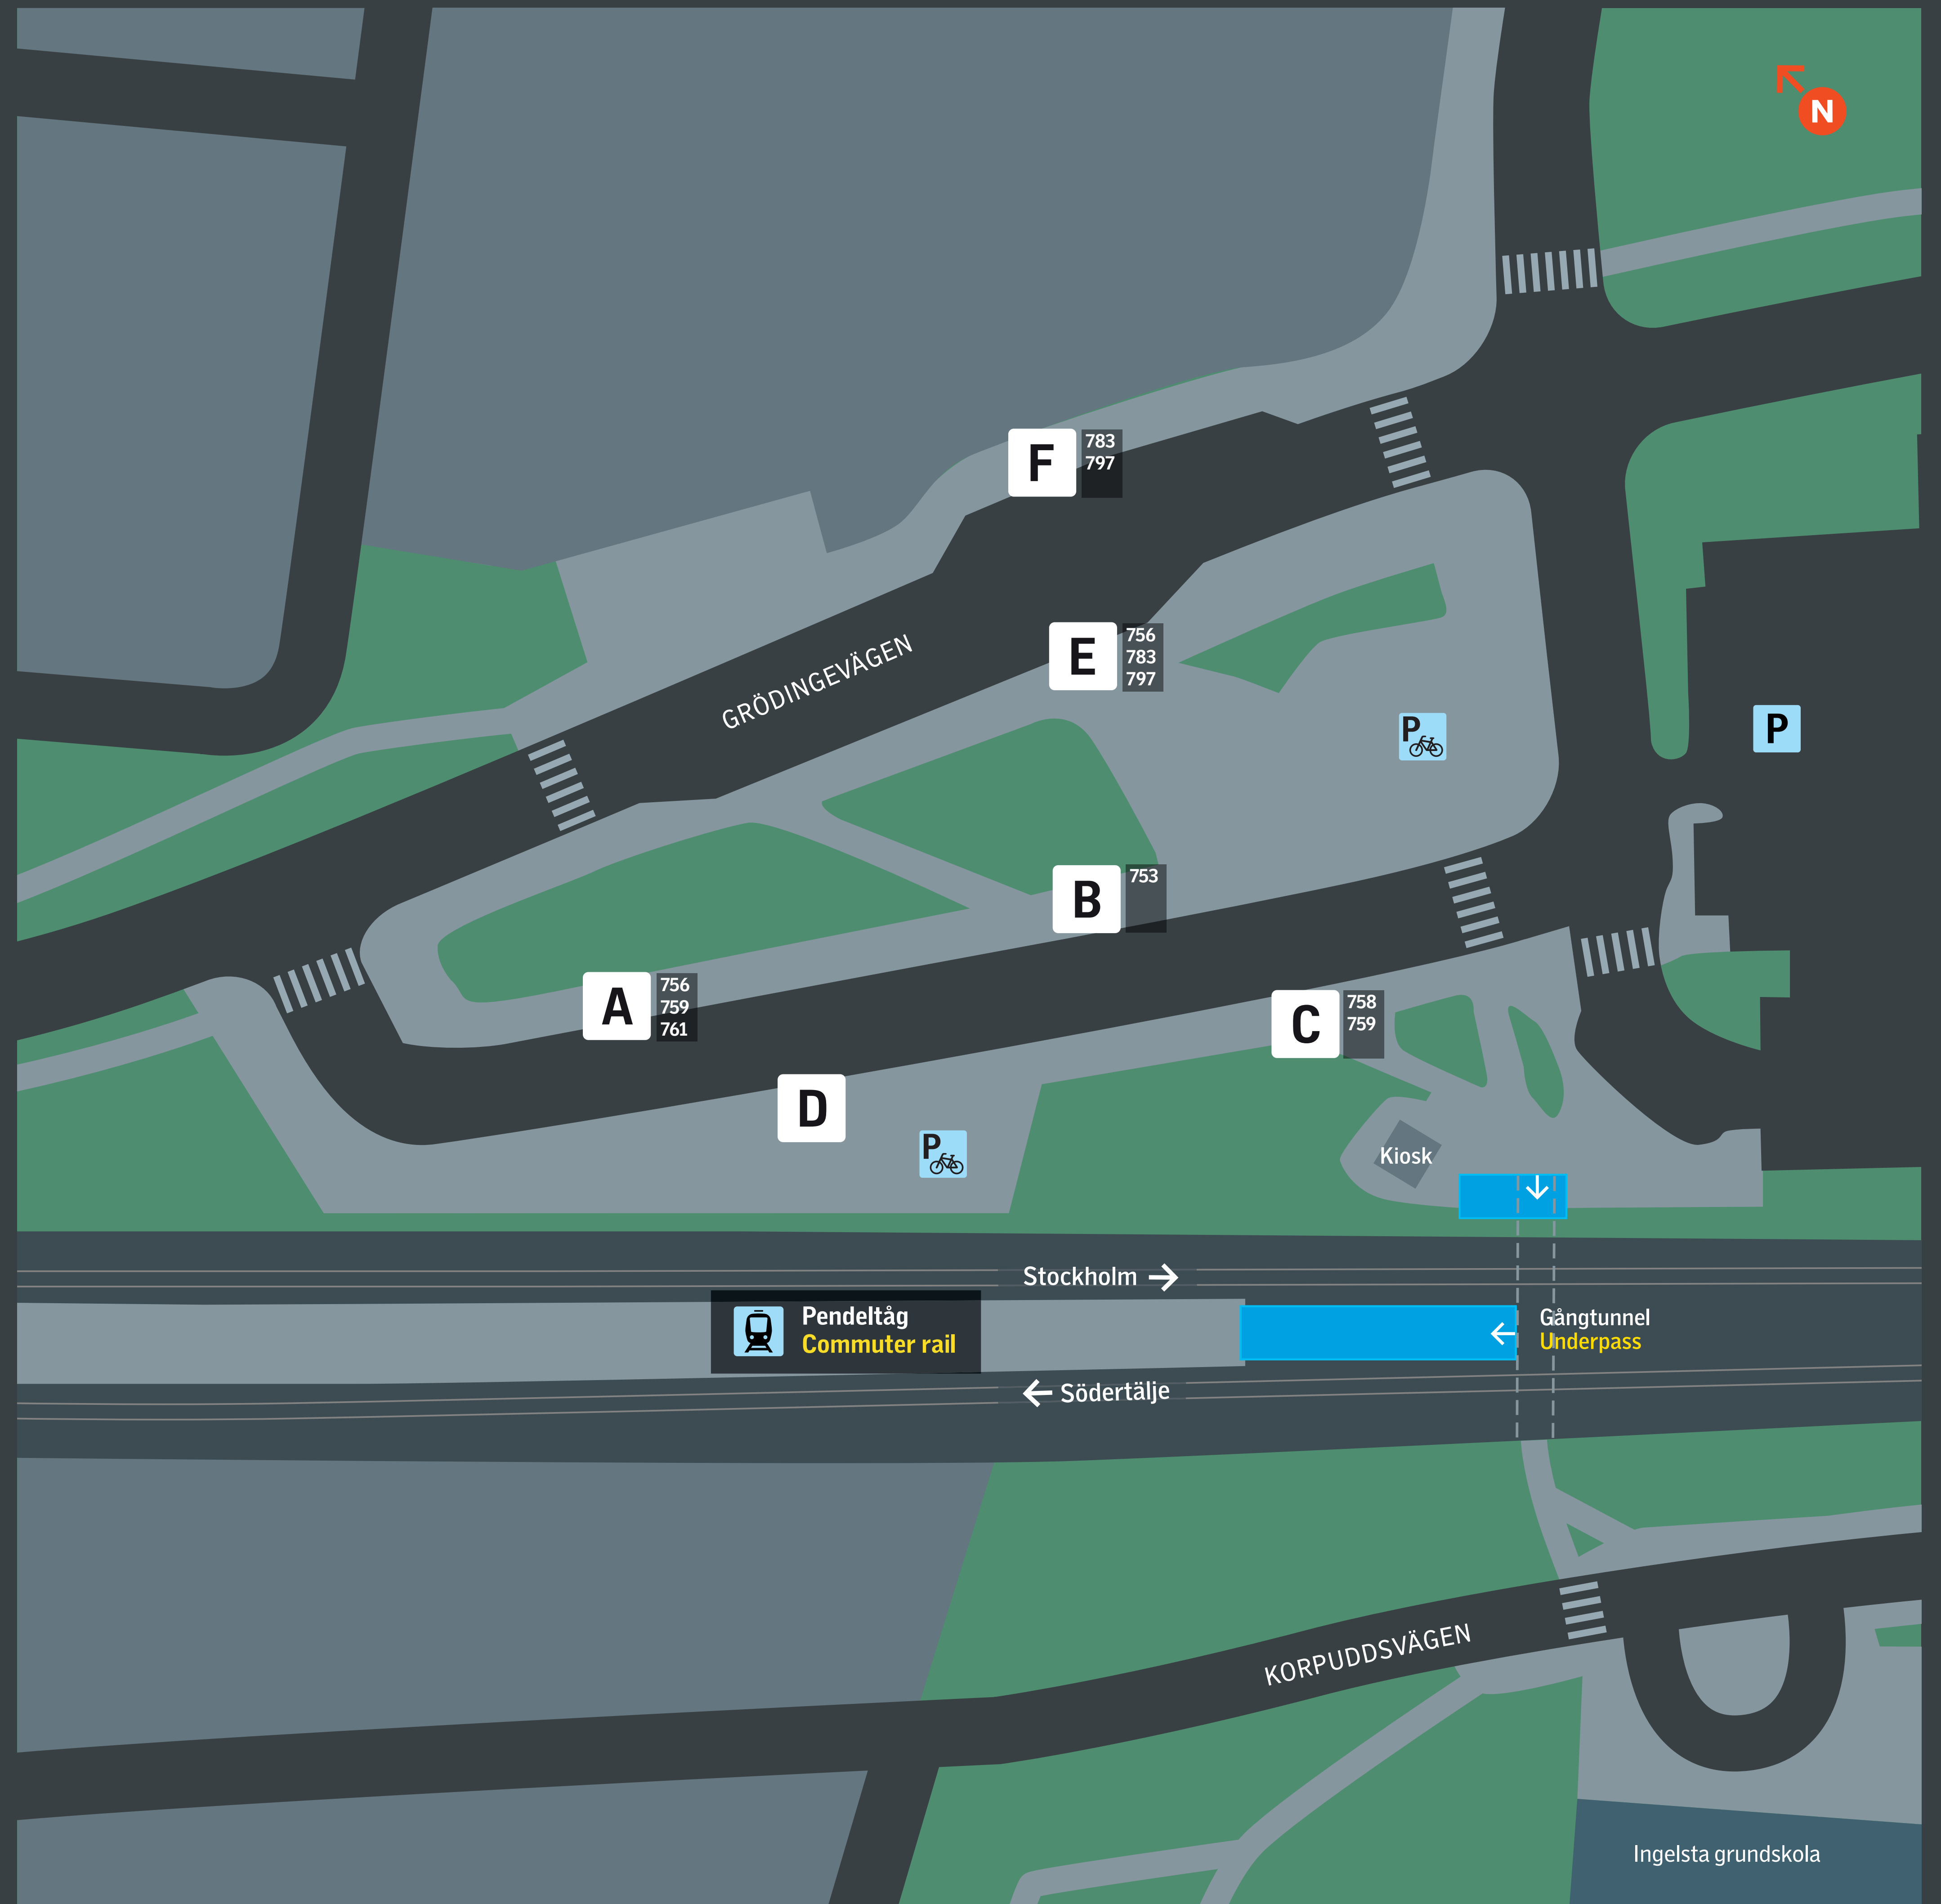 N
F
783
797
E
756
783
797
GRÖDINGEVÄGEN
P
P
B
753
A
756
759
761
C
758
759
D
P
Kiosk
Stockholm →
Pendeltåg
Commuter rail
Gångtunnel
Underpass
← Södertälje
KORPUDDSVÄGEN
Ingelsta grundskola